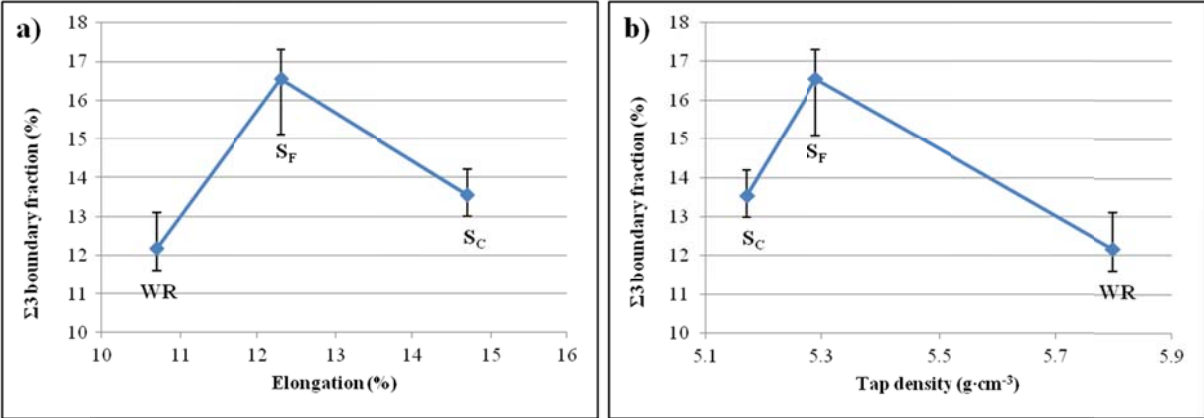 a)
18
17
16
15
14
13
12
11
10
Σ3 boundary fraction (%)
S_F
S_C
WR
10 11 12 13 14 15 16
Elongation (%)
b)
18
17
16
15
14
13
12
11
10
Σ3 boundary fraction (%)
S_F
S_C
WR
5.1 5.3 5.5 5.7 5.9
Tap density (g·cm⁻³)